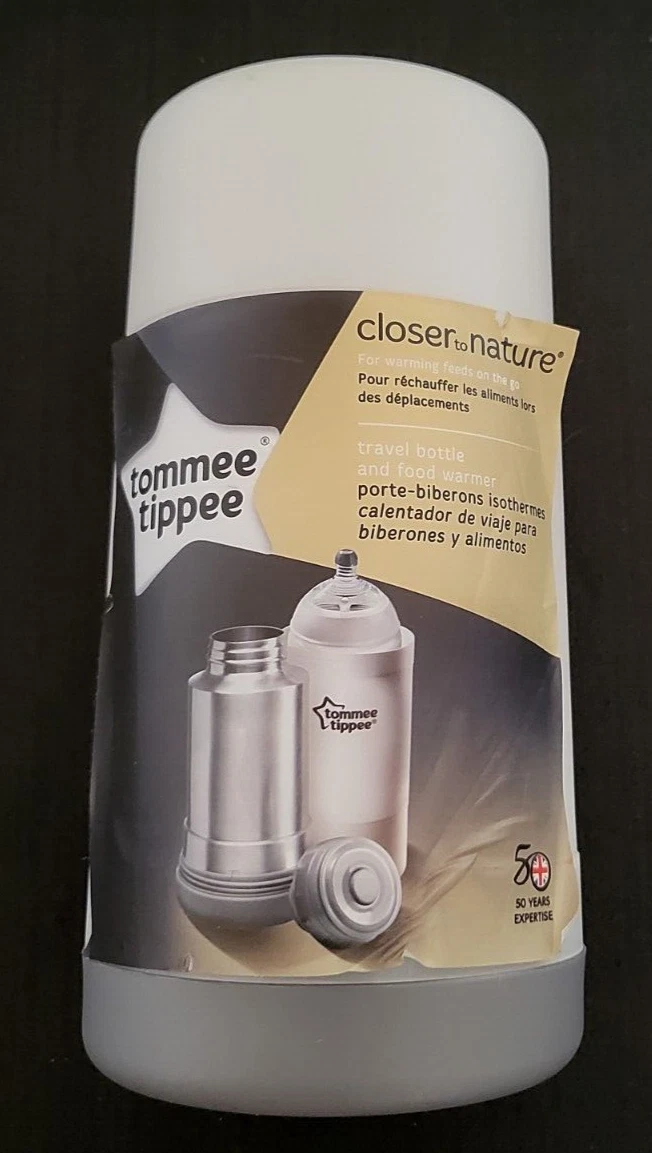 closer to nature®
For warming feeds on the go
Pour réchauffer les aliments lors
des déplacements
tommee
tippee
®
travel bottle
and food warmer
porte-biberons isothermes
calentador de viaje para
biberones y alimentos
tommee
tippee®
50
50 YEARS
EXPERTISE